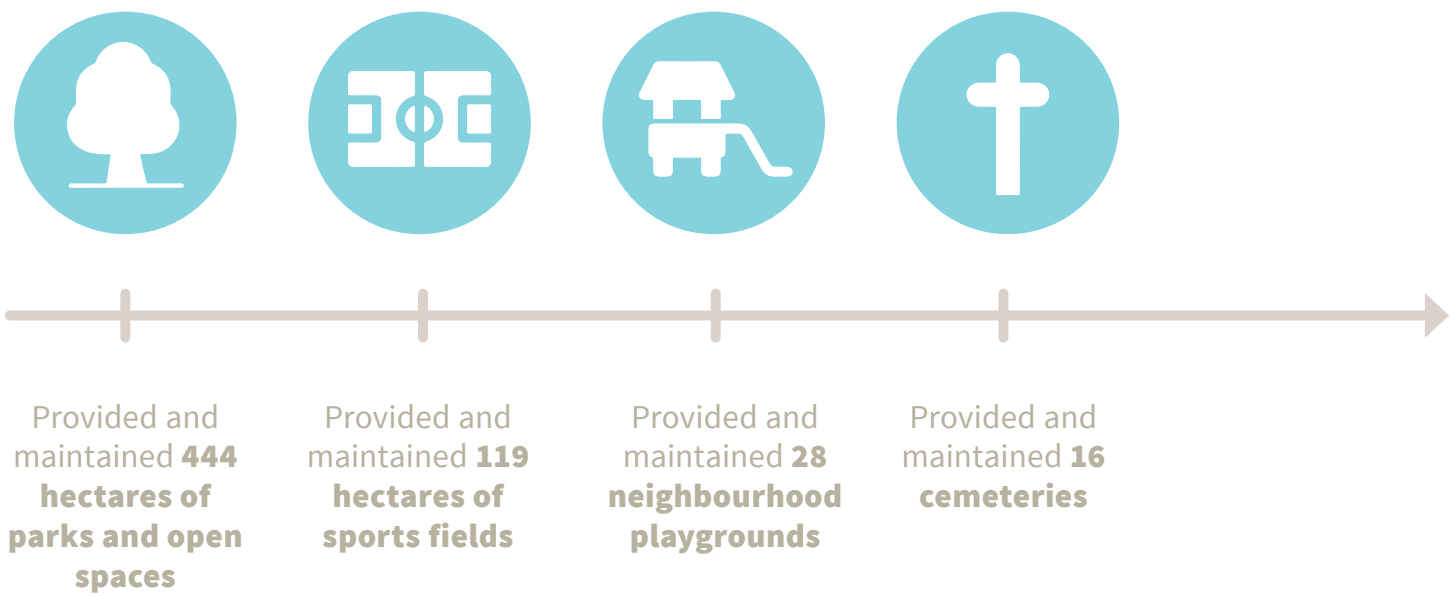 Provided and
maintained 444
hectares of
parks and open
spaces
Provided and
maintained 119
hectares of
sports fields
Provided and
maintained 28
neighbourhood
playgrounds
Provided and
maintained 16
cemeteries